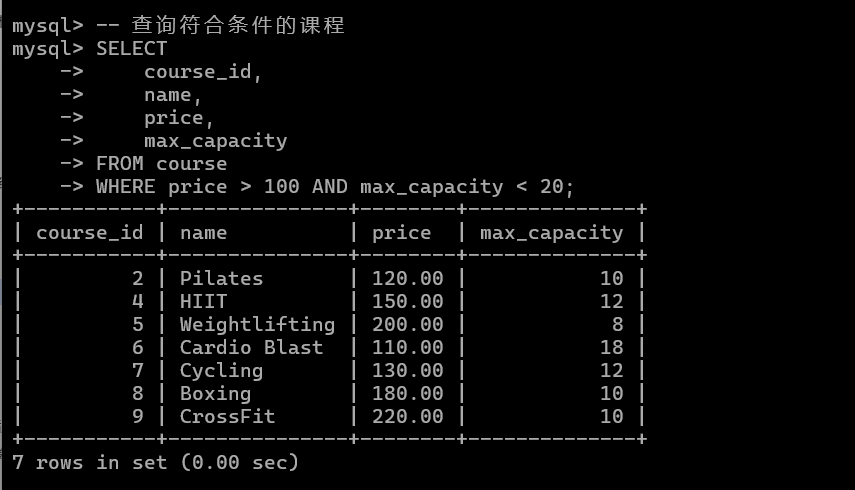 mysql> -- 查询符合条件的课程
mysql> SELECT
    ->     course_id,
    ->     name,
    ->     price,
    ->     max_capacity
    -> FROM course
    -> WHERE price > 100 AND max_capacity < 20;
+-----------+---------------+--------+--------------+
| course_id | name          | price  | max_capacity |
+-----------+---------------+--------+--------------+
|         2 | Pilates       | 120.00 |           10 |
|         4 | HIIT          | 150.00 |           12 |
|         5 | Weightlifting | 200.00 |            8 |
|         6 | Cardio Blast  | 110.00 |           18 |
|         7 | Cycling       | 130.00 |           12 |
|         8 | Boxing        | 180.00 |           10 |
|         9 | CrossFit      | 220.00 |           10 |
+-----------+---------------+--------+--------------+
7 rows in set (0.00 sec)